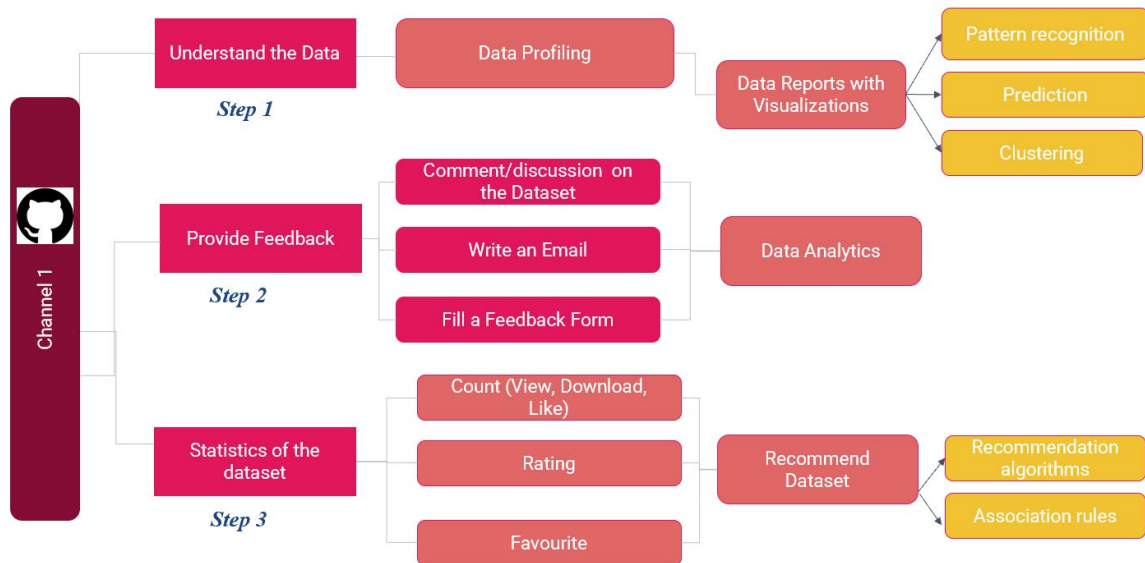 Channel 1
Understand the Data
Step 1
Data Profiling
Data Reports with
Visualizations
Pattern recognition
Prediction
Clustering
Provide Feedback
Step 2
Comment/discussion on
the Dataset
Write an Email
Fill a Feedback Form
Data Analytics
Statistics of the
dataset
Step 3
Count (View, Download,
Like)
Rating
Favourite
Recommend
Dataset
Recommendation
algorithms
Association rules